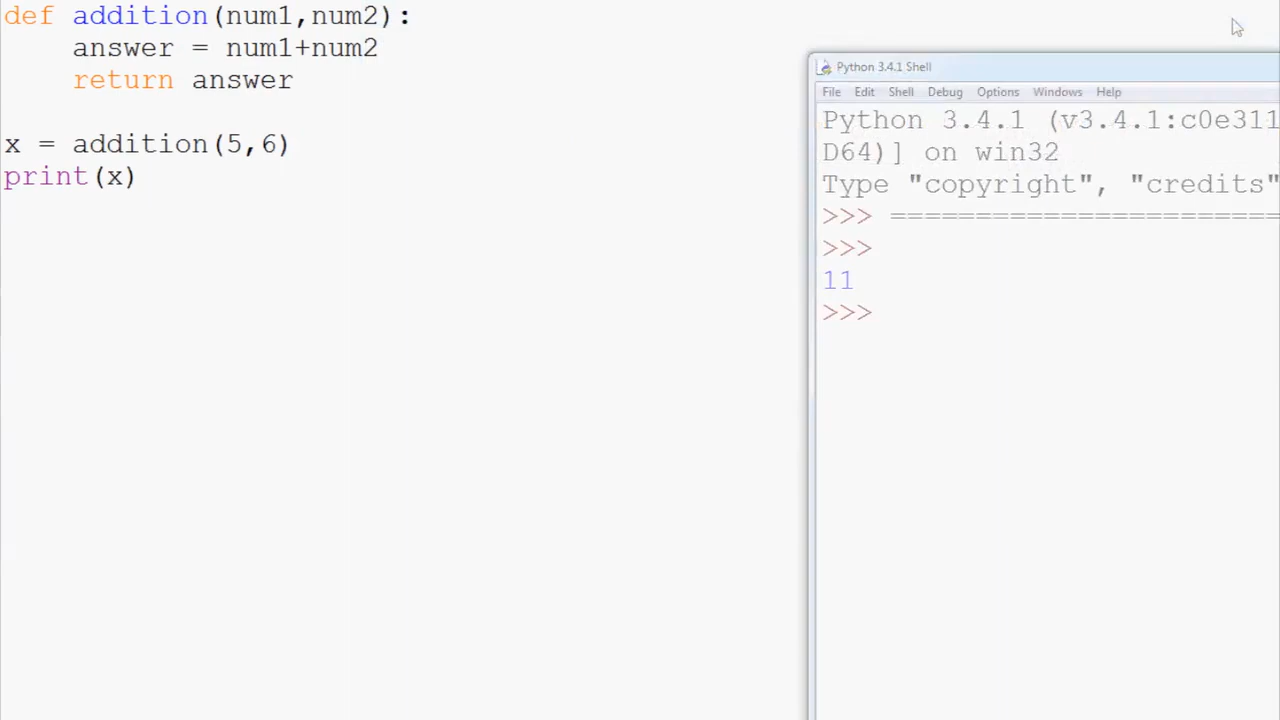 def addition(num1,num2):
    answer = num1+num2
    return answer
x = addition(5,6)
print(x)
Python 3.4.1 Shell
File Edit Shell Debug Options Windows Help
Python 3.4.1 (v3.4.1:c0e311
D64)] on win32
Type "copyright", "credits"
>>> =======================
>>>
11
>>>